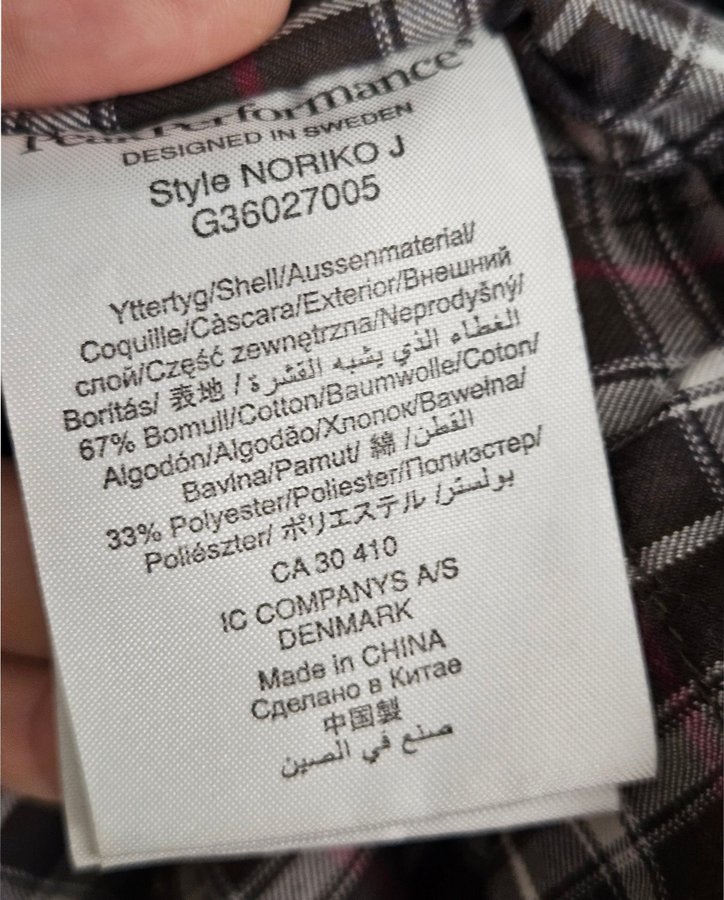 Peak Performance®
DESIGNED IN SWEDEN
Style NORIKO J
G36027005
Yttertyg/Shell/Aussenmaterial/
Coquille/Càscara/Exterior/Внешний
слой/Część zewnętrzna/Neprodyšný/
Borítás/ 表地 / الغطاء الذي يشبه القشرة/
67% Bomull/Cotton/Baumwolle/Coton/
Algodón/Algodão/Хлопок/Bawełna/
Bavlna/Pamut/ 綿 /القطن/
33% Polyester/Poliester/Полиэстер/
Poliészter/ ポリエステル /بولستر
CA 30 410
IC COMPANYS A/S
DENMARK
Made in CHINA
Сделано в Китае
中国製
صنع في الصين